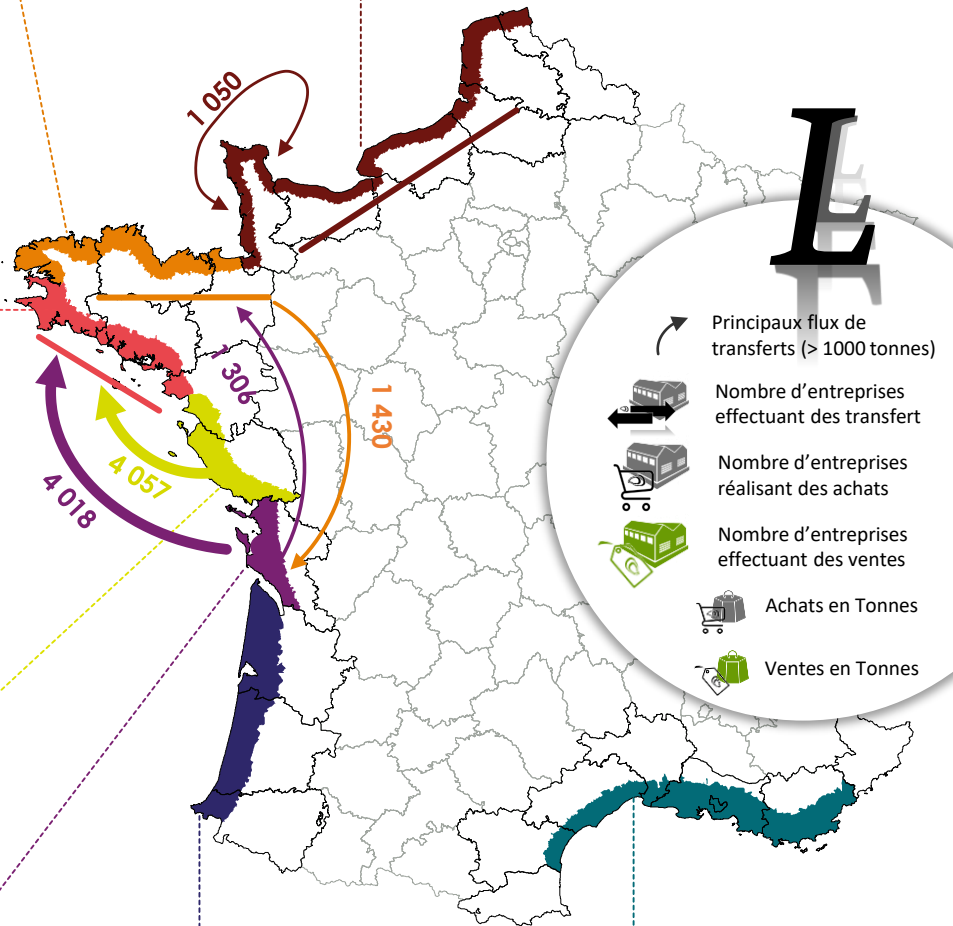 1 050
L
Principaux flux de
transferts (> 1000 tonnes)
Nombre d'entreprises
effectuant des transfert
1 306
1 430
Nombre d'entreprises
réalisant des achats
4 057
4 018
Nombre d'entreprises
effectuant des ventes
Achats en Tonnes
Ventes en Tonnes